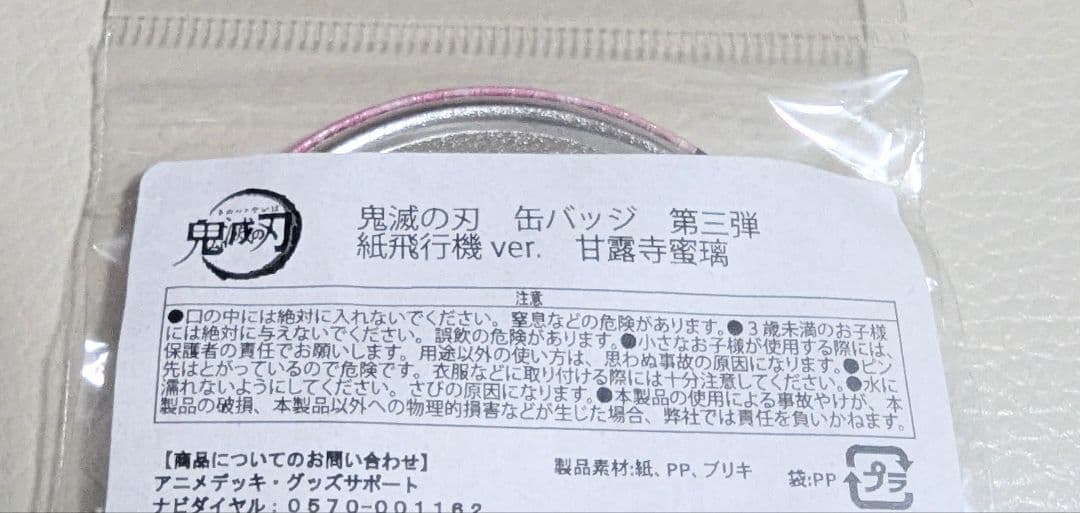 きめつのやいば
鬼滅の刃
鬼滅の刃 缶バッジ 第三弾
紙飛行機 ver. 甘露寺蜜璃
注意
●口の中には絶対に入れないでください。窒息などの危険があります。●3歳未満のお子様
には絶対に与えないでください。誤飲の危険があります。●小さなお子様が使用する際には、
保護者の責任でお願いします。用途以外の使い方は、思わぬ事故の原因になります。●ピン
先はとがっているので危険です。衣服などに取り付ける際には十分注意してください。●水に
濡れないようにしてください。さびの原因になります。●本製品の使用による事故やけが、本
製品の破損、本製品以外への物理的損害などが生じた場合、弊社では責任を負いかねます。
【商品についてのお問い合わせ】
アニメデッキ・グッズサポート
ナビダイヤル：0570-001162
製品素材:紙、PP、ブリキ
袋:PP
プラ